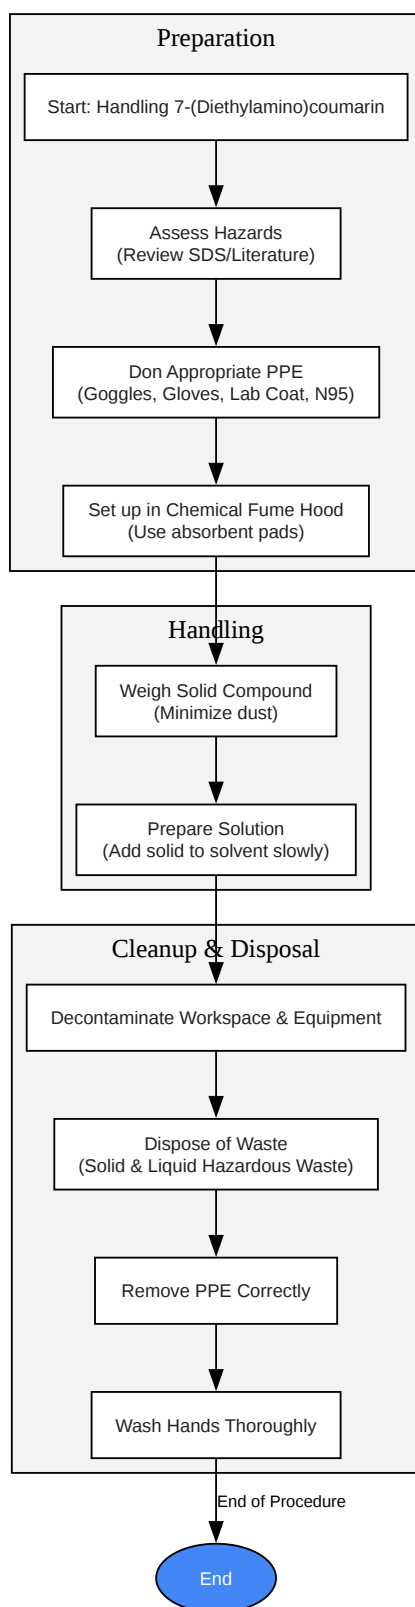 Preparation
Start: Handling 7-(Diethylamino)coumarin
Assess Hazards
(Review SDS/Literature)
Don Appropriate PPE
(Goggles, Gloves, Lab Coat, N95)
Set up in Chemical Fume Hood
(Use absorbent pads)
Handling
Weigh Solid Compound
(Minimize dust)
Prepare Solution
(Add solid to solvent slowly)
Cleanup & Disposal
Decontaminate Workspace & Equipment
Dispose of Waste
(Solid & Liquid Hazardous Waste)
Remove PPE Correctly
Wash Hands Thoroughly
End of Procedure
End